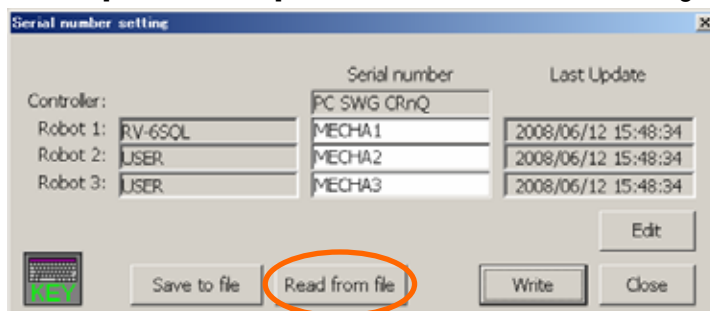 Serial number setting
Serial number Last Update
Controller: PC SWG CRnQ
Robot 1: RV-6SQL MECHA1 2008/06/12 15:48:34
Robot 2: USER MECHA2 2008/06/12 15:48:34
Robot 3: USER MECHA3 2008/06/12 15:48:34
Edit
KEY Save to file Read from file Write Close